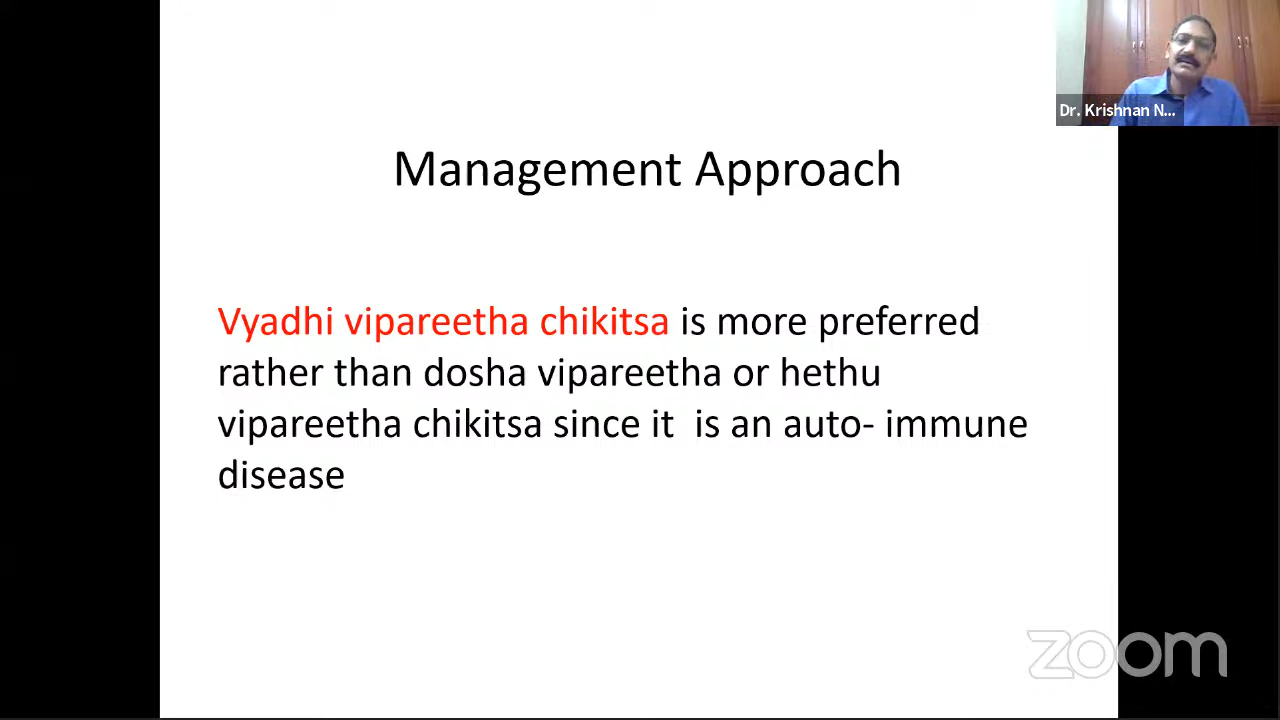 Dr. Krishnan N...
Management Approach
Vyadhi vipareetha chikitsa is more preferred
rather than dosha vipareetha or hethu
vipareetha chikitsa since it  is an auto- immune
disease
zoom